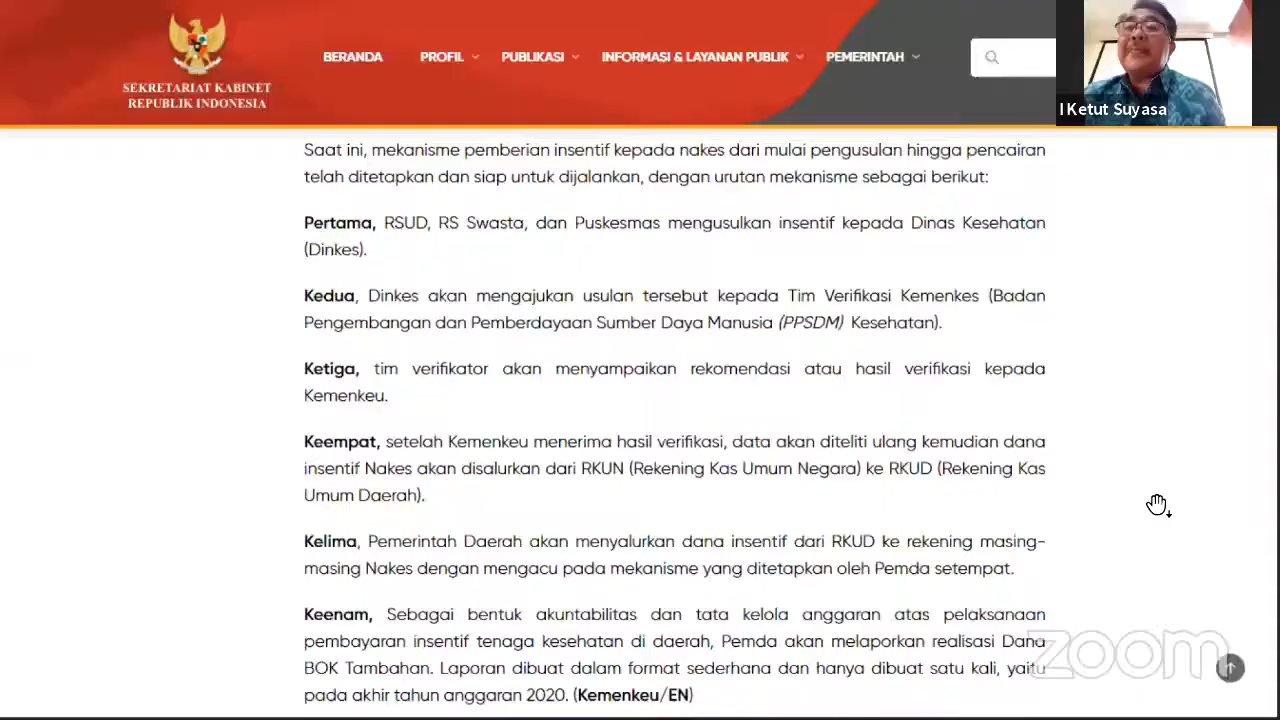 BERANDA PROFIL PUBLIKASI INFORMASI & LAYANAN PUBLIK PEMERINTAH
SEKRETARIAT KABINET
REPUBLIK INDONESIA
I Ketut Suyasa
Saat ini, mekanisme pemberian insentif kepada nakes dari mulai pengusulan hingga pencairan
telah ditetapkan dan siap untuk dijalankan, dengan urutan mekanisme sebagai berikut:
Pertama, RSUD, RS Swasta, dan Puskesmas mengusulkan insentif kepada Dinas Kesehatan
(Dinkes).
Kedua, Dinkes akan mengajukan usulan tersebut kepada Tim Verifikasi Kemenkes (Badan
Pengembangan dan Pemberdayaan Sumber Daya Manusia (PPSDM) Kesehatan).
Ketiga, tim verifikator akan menyampaikan rekomendasi atau hasil verifikasi kepada
Kemenkeu.
Keempat, setelah Kemenkeu menerima hasil verifikasi, data akan diteliti ulang kemudian dana
insentif Nakes akan disalurkan dari RKUN (Rekening Kas Umum Negara) ke RKUD (Rekening Kas
Umum Daerah).
Kelima, Pemerintah Daerah akan menyalurkan dana insentif dari RKUD ke rekening masing-
masing Nakes dengan mengacu pada mekanisme yang ditetapkan oleh Pemda setempat.
Keenam, Sebagai bentuk akuntabilitas dan tata kelola anggaran atas pelaksanaan
pembayaran insentif tenaga kesehatan di daerah, Pemda akan melaporkan realisasi Dana
BOK Tambahan. Laporan dibuat dalam format sederhana dan hanya dibuat satu kali, yaitu
pada akhir tahun anggaran 2020. (Kemenkeu/EN)
zoom